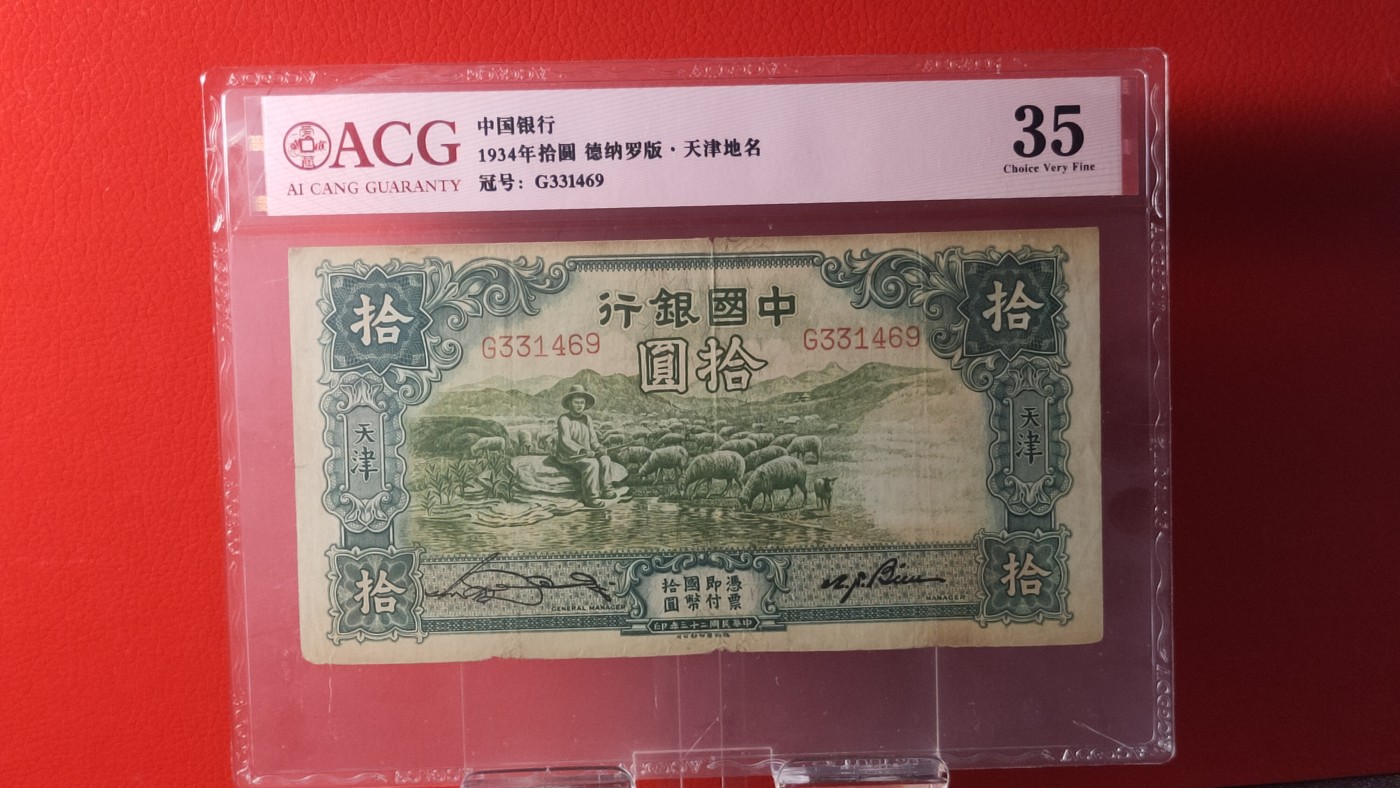 ACG
AI CANG GUARANTY
中国银行
1934年拾圆 德纳罗版·天津地名
冠号: G331469
35
Choice Very Fine
拾
拾
行銀國中
G331469
G331469
圓拾
天津
天津
拾
拾
GENERAL MANAGER
MANAGER
憑票
即付
國幣
拾圓
印年三十二國民華中